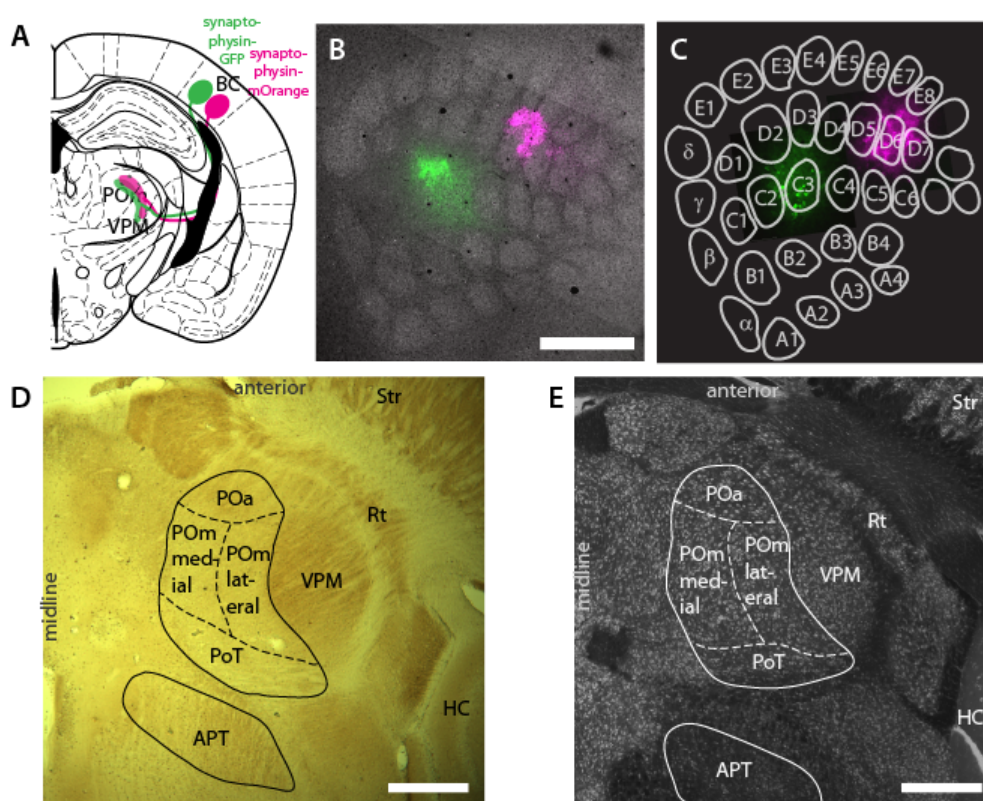 A
synapto-
physin-
GFP
synapto-
physin-
mOrange
BC
POm
VPM
B
C
E1
E2
E3
E4
E5
E6
E7
E8
δ
D1
D2
D3
D4
D5
D6
D7
γ
C1
C2
C3
C4
C5
C6
β
B1
B2
B3
B4
α
A1
A2
A3
A4
D
anterior
Str
midline
POa
POm
med-
ial
POm
lat-
eral
PoT
VPM
Rt
APT
HC
E
anterior
Str
midline
POa
POm
med-
ial
POm
lat-
eral
PoT
VPM
Rt
APT
HC